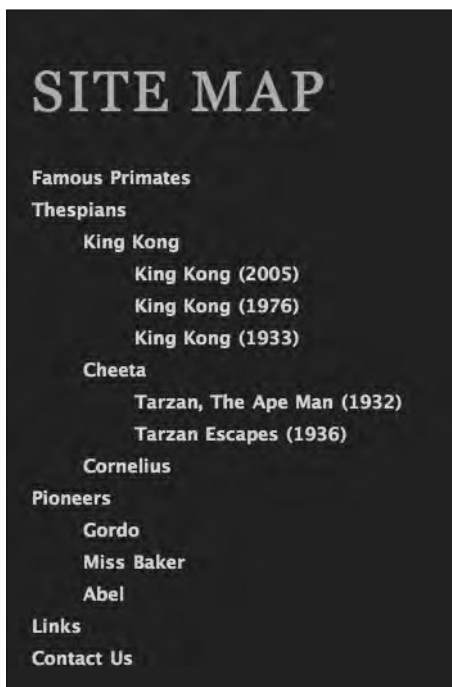 SITE MAP
Famous Primates
Thespians
King Kong
King Kong (2005)
King Kong (1976)
King Kong (1933)
Cheeta
Tarzan, The Ape Man (1932)
Tarzan Escapes (1936)
Cornelius
Pioneers
Gordo
Miss Baker
Abel
Links
Contact Us